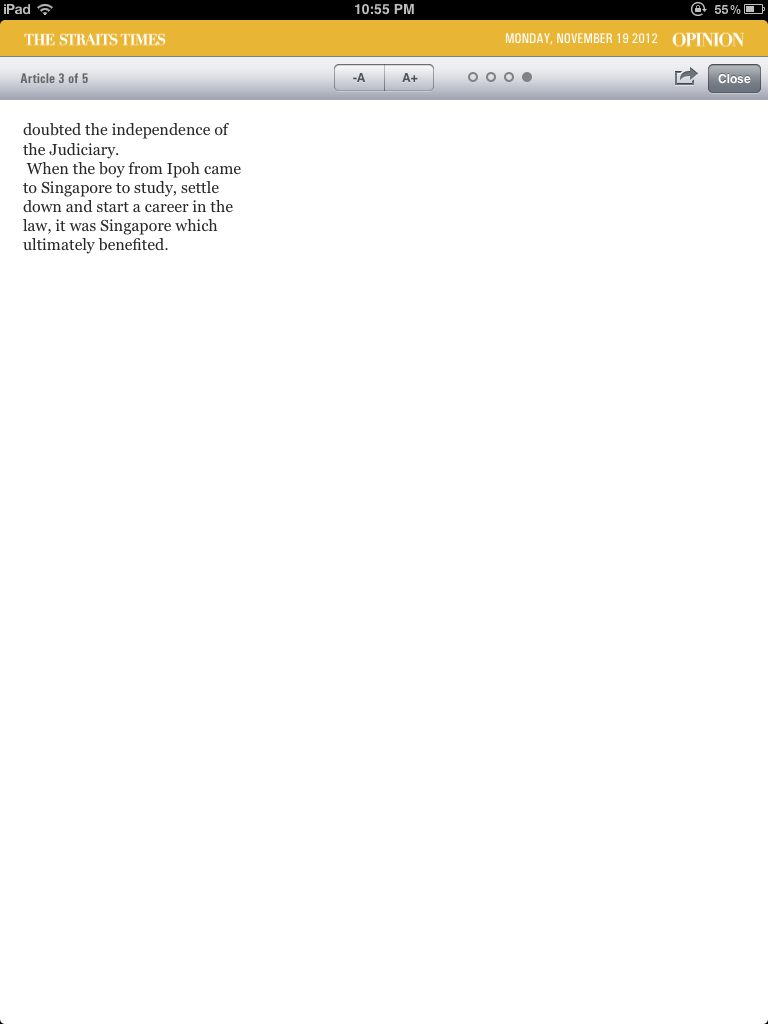 iPad 10:55 PM 55%
THE STRAITS TIMES MONDAY, NOVEMBER 19 2012 OPINION
Article 3 of 5 -A A+ Close
doubted the independence of
the Judiciary.
When the boy from Ipoh came
to Singapore to study, settle
down and start a career in the
law, it was Singapore which
ultimately benefited.